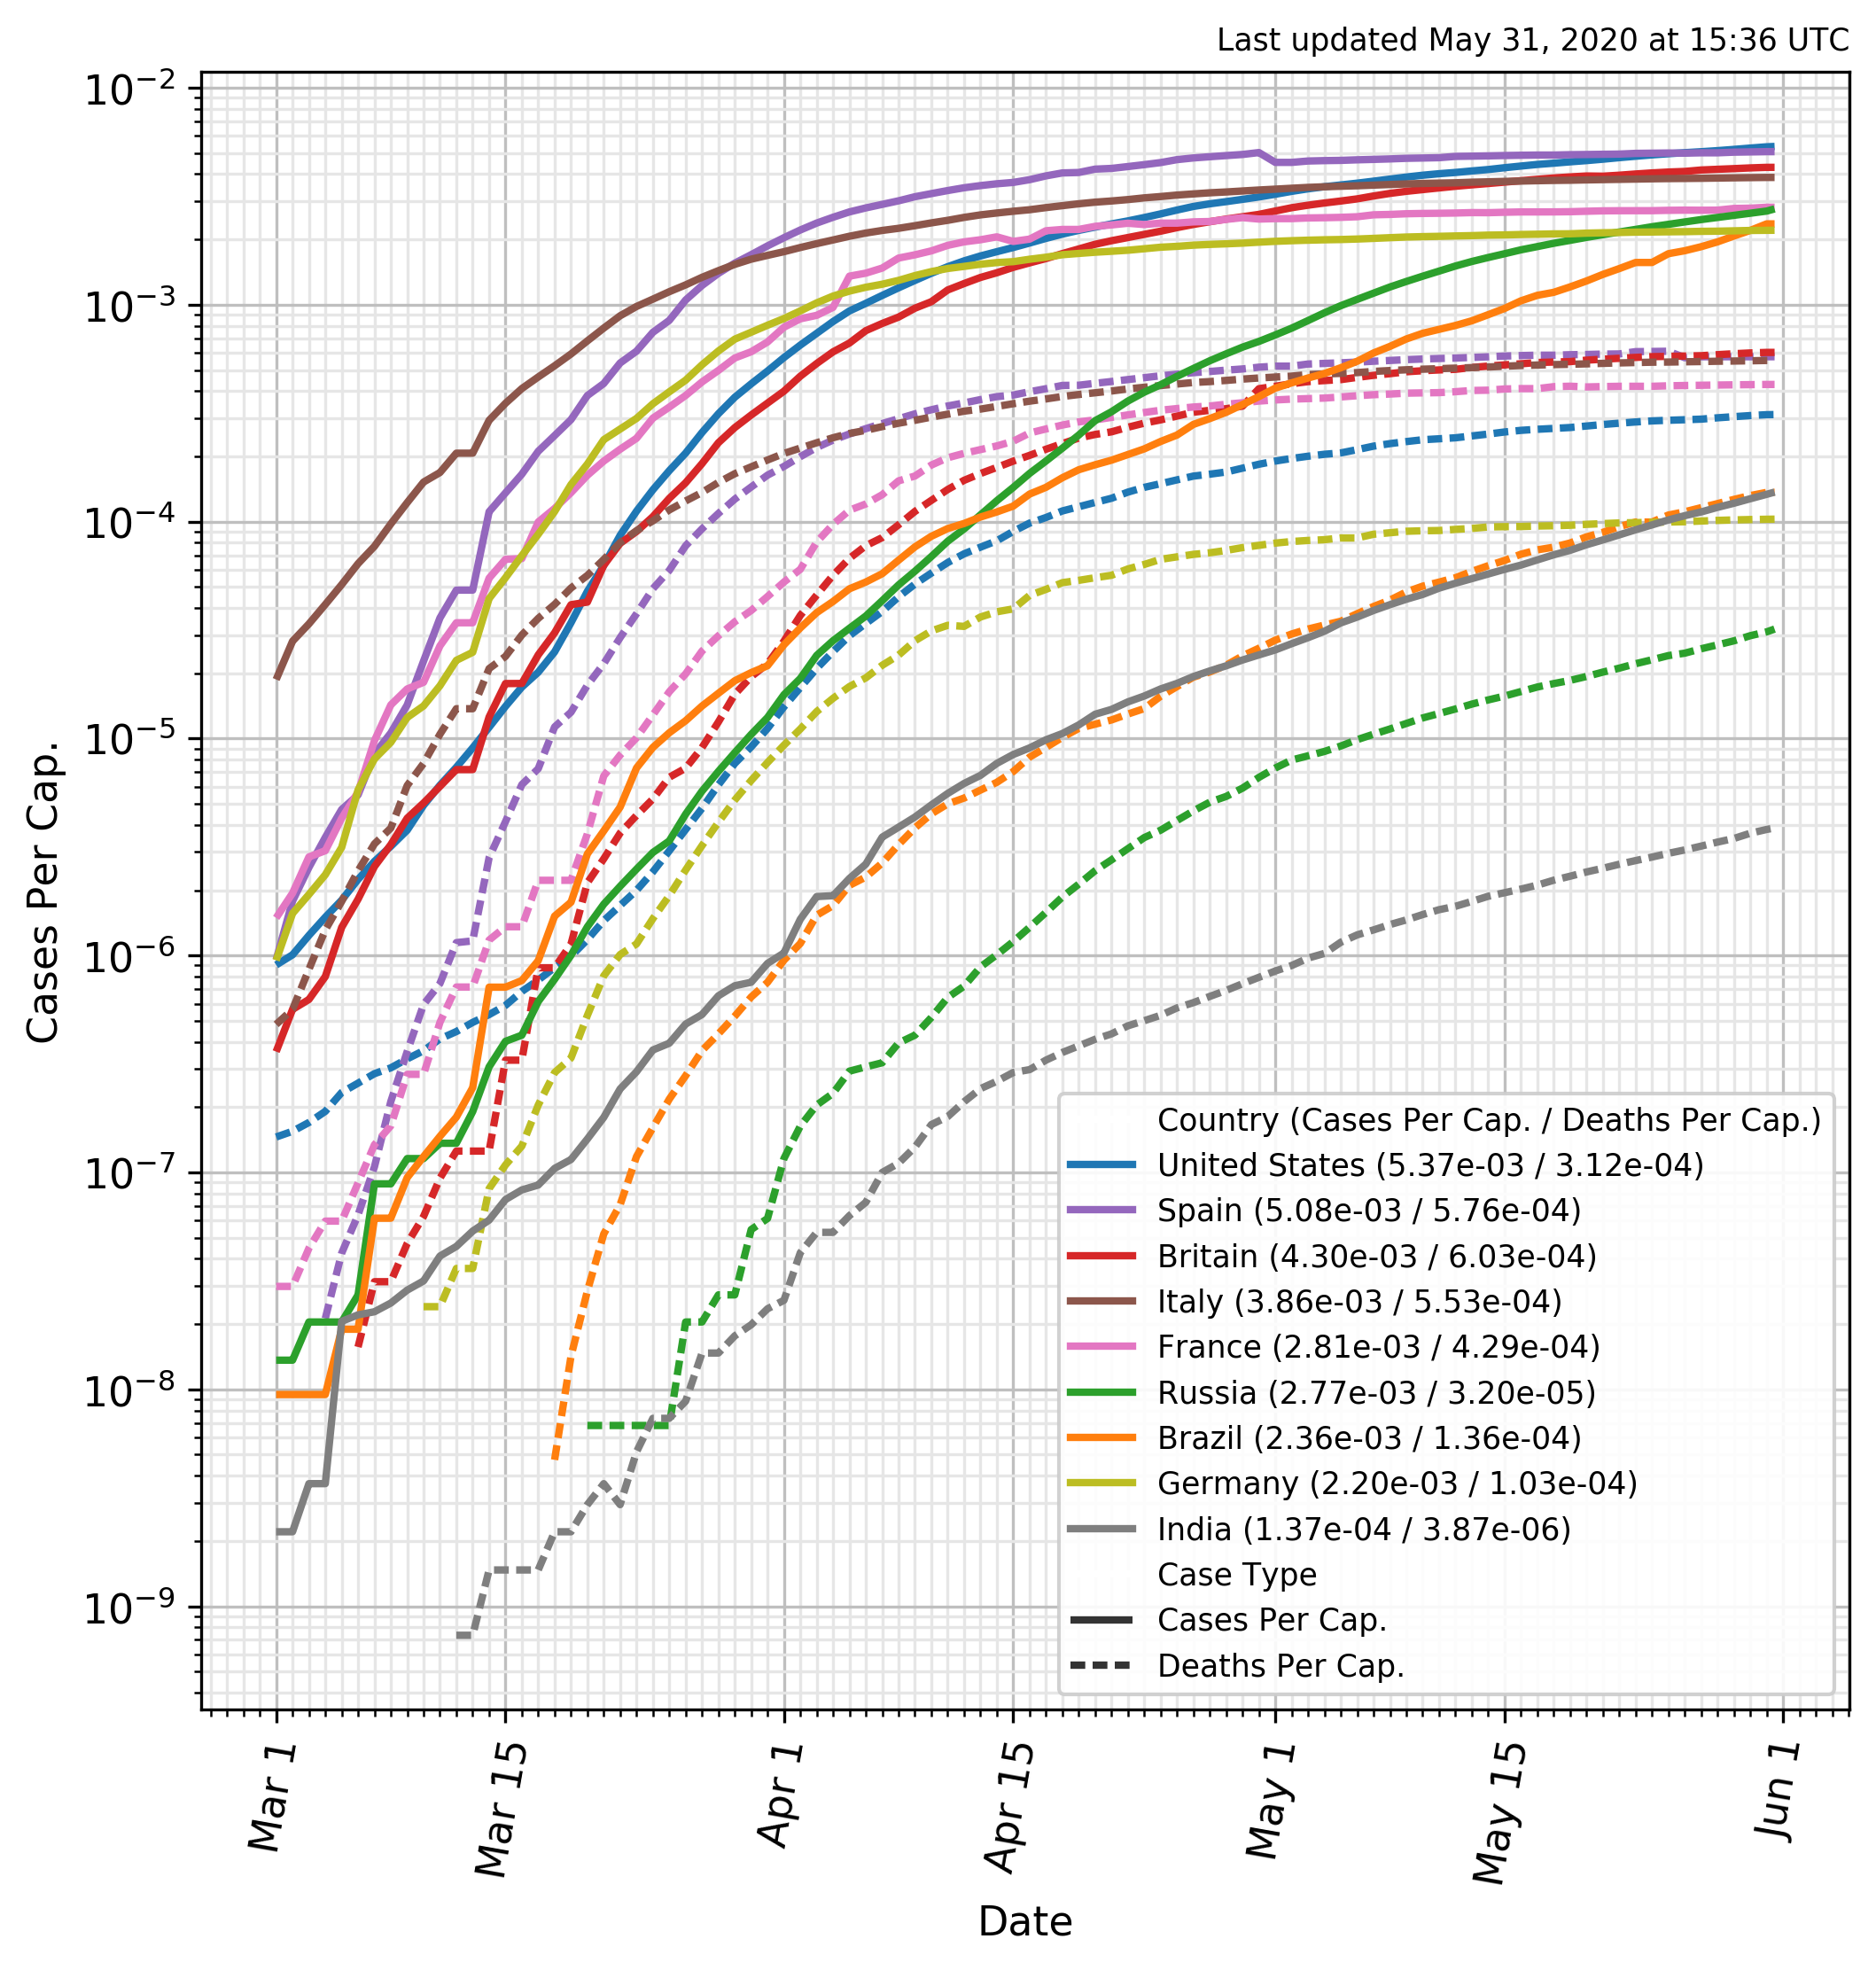 Last updated May 31, 2020 at 15:36 UTC
10⁻²
10⁻³
10⁻⁴
10⁻⁵
10⁻⁶
10⁻⁷
10⁻⁸
10⁻⁹
Cases Per Cap.
Country (Cases Per Cap. / Deaths Per Cap.)
United States (5.37e-03 / 3.12e-04)
Spain (5.08e-03 / 5.76e-04)
Britain (4.30e-03 / 6.03e-04)
Italy (3.86e-03 / 5.53e-04)
France (2.81e-03 / 4.29e-04)
Russia (2.77e-03 / 3.20e-05)
Brazil (2.36e-03 / 1.36e-04)
Germany (2.20e-03 / 1.03e-04)
India (1.37e-04 / 3.87e-06)
Case Type
Cases Per Cap.
Deaths Per Cap.
Mar 1
Mar 15
Apr 1
Apr 15
May 1
May 15
Jun 1
Date